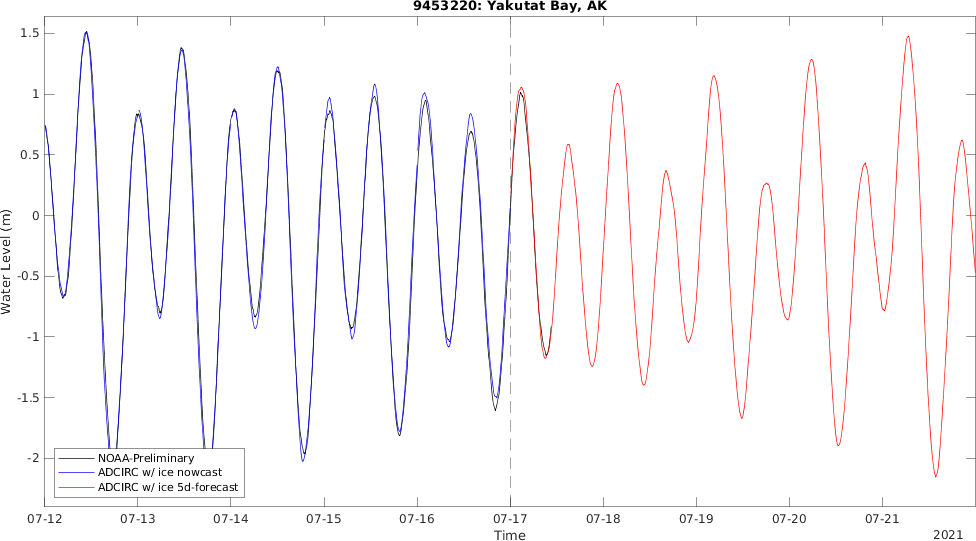 9453220: Yakutat Bay, AK
Water Level (m)
1.5
1
0.5
0
-0.5
-1
-1.5
-2
NOAA-Preliminary
ADCIRC w/ ice nowcast
ADCIRC w/ ice 5d-forecast
07-12 07-13 07-14 07-15 07-16 07-17 07-18 07-19 07-20 07-21
Time
2021